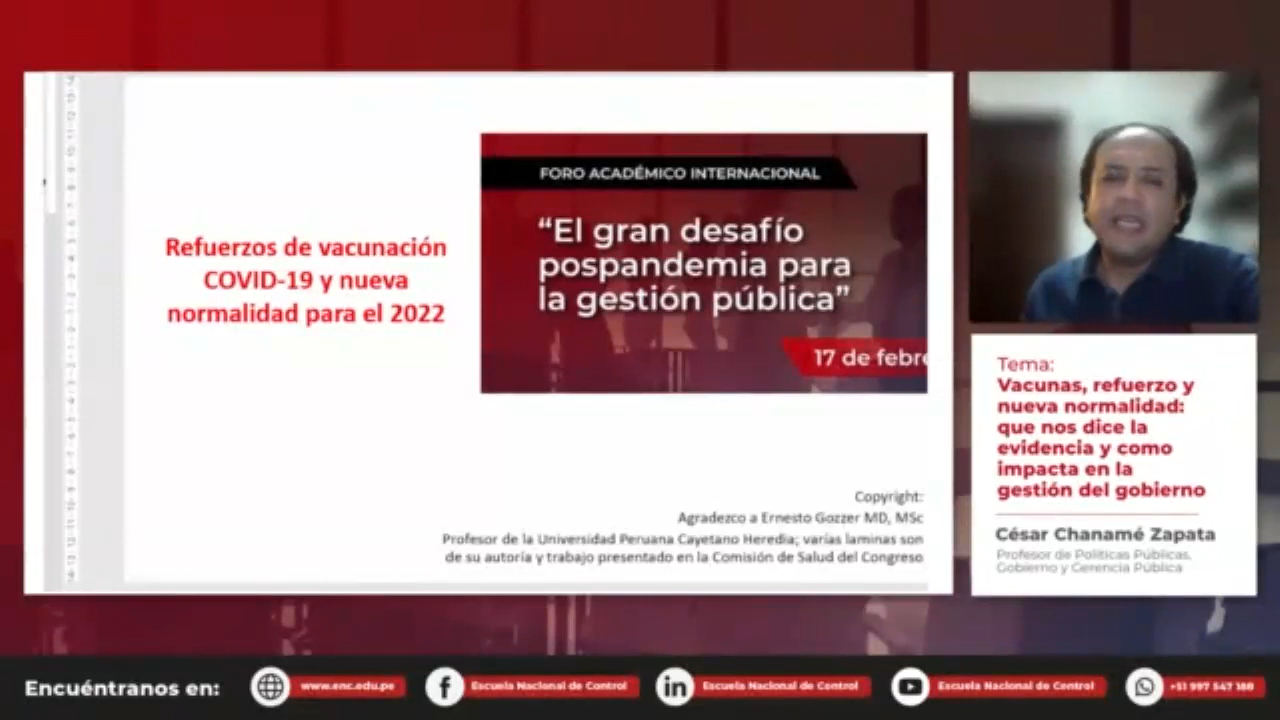 Refuerzos de vacunación
COVID-19 y nueva
normalidad para el 2022
FORO ACADÉMICO INTERNACIONAL
“El gran desafío
pospandemia para
la gestión pública”
17 de febre
Copyright:
Agradezco a Ernesto Gozzer MD, MSc
Profesor de la Universidad Peruana Cayetano Heredia; varias laminas son
de su autoría y trabajo presentado en la Comisión de Salud del Congreso
Tema:
Vacunas, refuerzo y
nueva normalidad:
que nos dice la
evidencia y como
impacta en la
gestión del gobierno
César Chanamé Zapata
Profesor de Políticas Públicas,
Gobierno y Gerencia Pública
Encuéntranos en:
www.enc.edu.pe
Escuela Nacional de Control
Escuela Nacional de Control
Escuela Nacional de Control
+51 997 547 188